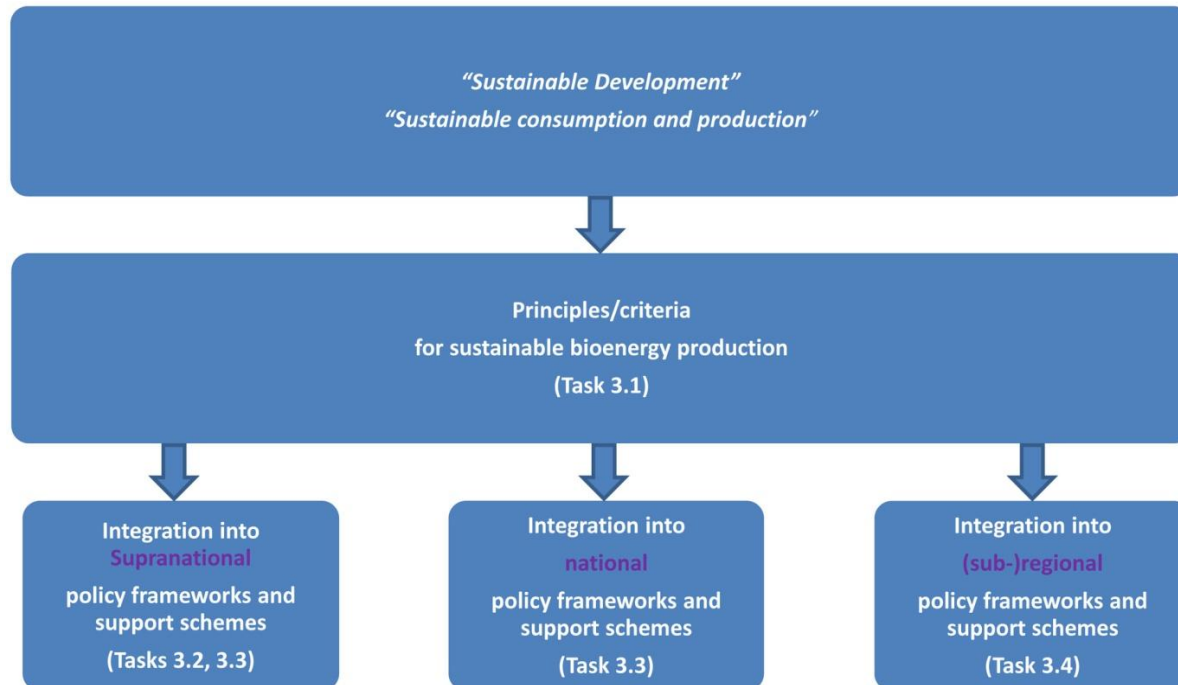 “Sustainable Development”
“Sustainable consumption and production”
Principles/criteria
for sustainable bioenergy production
(Task 3.1)
Integration into
Supranational
policy frameworks and
support schemes
(Tasks 3.2, 3.3)
Integration into
national
policy frameworks and
support schemes
(Task 3.3)
Integration into
(sub-)regional
policy frameworks and
support schemes
(Task 3.4)